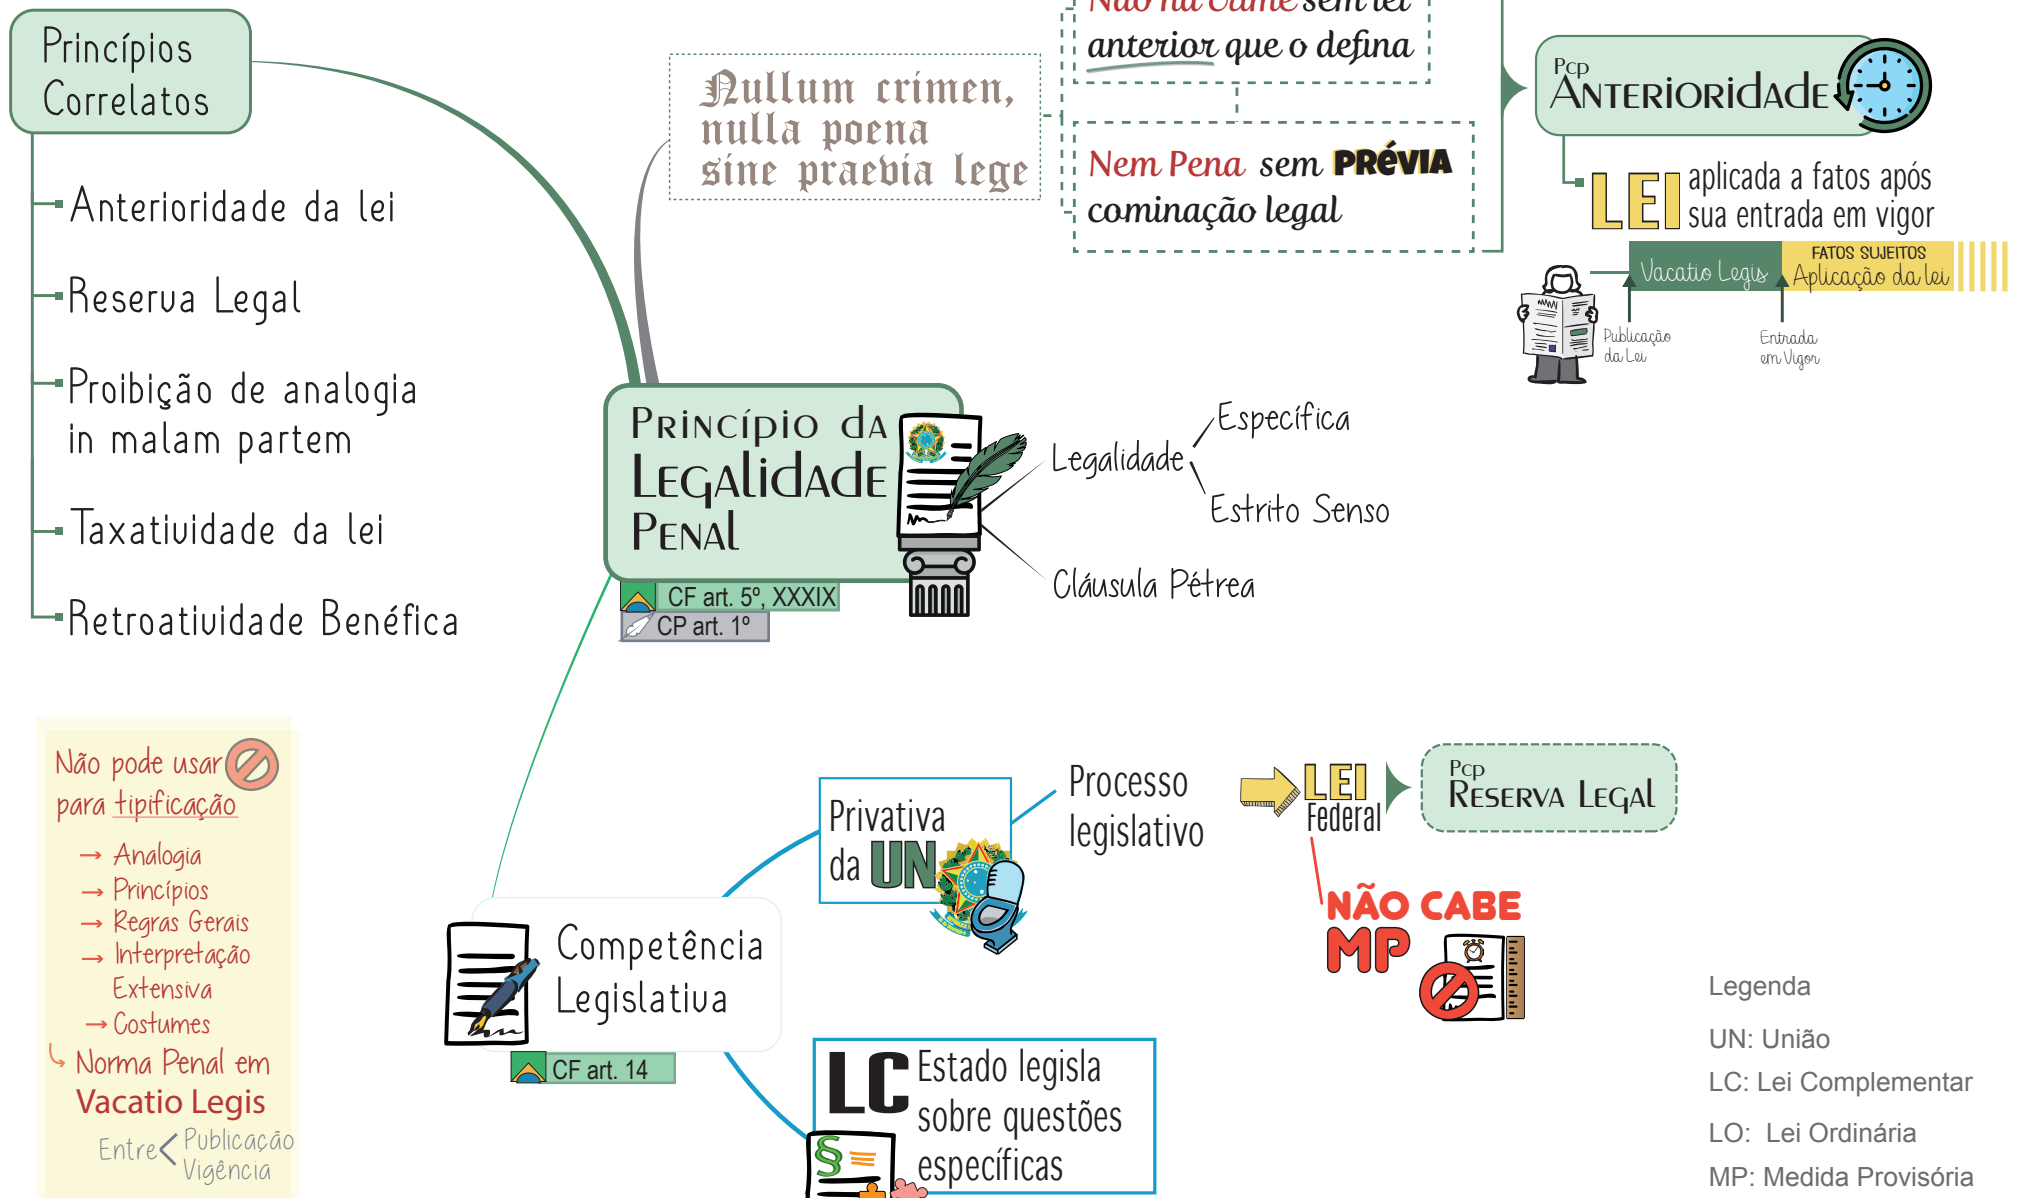 Princípios
Correlatos
Anterioridade da lei
Reserva Legal
Proibição de analogia
in malam partem
Taxatividade da lei
Retroatividade Benéfica
Nullum crimen,
nulla poena
sine praevia lege
Não há Crime sem lei
anterior que o defina
Nem Pena sem PRéVIA
cominação legal
Pcp
Anterioridade
LEI aplicada a fatos após
sua entrada em vigor
Vacatio Legis
FATOS SUJEITOS
Aplicação da lei
Publicação
da Lei
Entrada
em Vigor
Princípio da
Legalidade
Penal
CF art. 5º, XXXIX
CP art. 1º
Legalidade
Específica
Estrito Senso
Cláusula Pétrea
Não pode usar
para tipificação
→ Analogia
→ Princípios
→ Regras Gerais
→ Interpretação
Extensiva
→ Costumes
Norma Penal em
Vacatio Legis
Entre < Publicação
Vigência
Competência
Legislativa
CF art. 14
Privativa
da UN
Processo
legislativo
LEI
Federal
Pcp
Reserva Legal
NÃO CABE
MP
LC Estado legisla
sobre questões
específicas
§
Legenda
UN: União
LC: Lei Complementar
LO: Lei Ordinária
MP: Medida Provisória